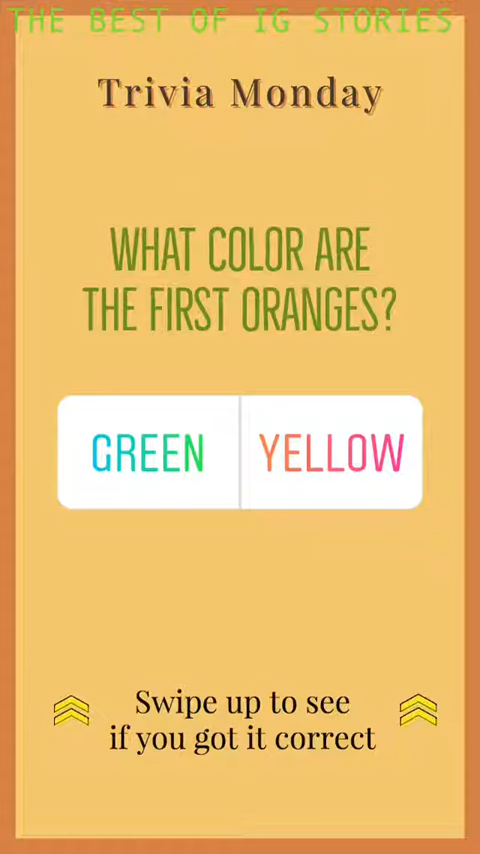 THE BEST OF IG STORIES
Trivia Monday
WHAT COLOR ARE
THE FIRST ORANGES?
GREEN
YELLOW
Swipe up to see
if you got it correct